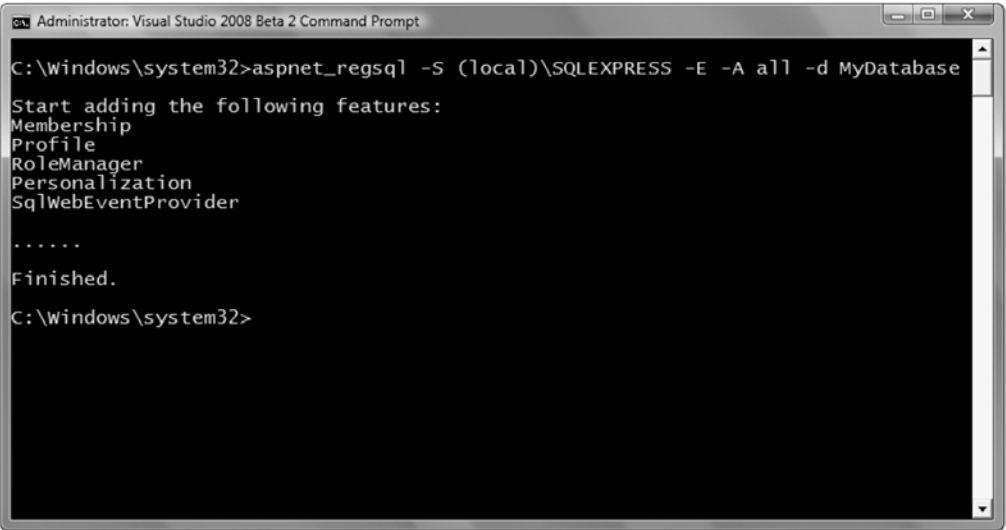 Administrator: Visual Studio 2008 Beta 2 Command Prompt
C:\Windows\system32>aspnet_regsql -S (local)\SQLEXPRESS -E -A all -d MyDatabase
Start adding the following features:
Membership
Profile
RoleManager
Personalization
SqlWebEventProvider
......
Finished.
C:\Windows\system32>